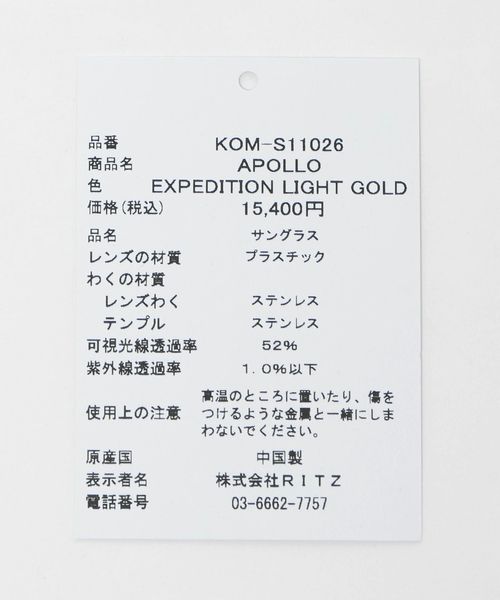 品番 KOM-S11026
商品名 APOLLO
色 EXPEDITION LIGHT GOLD
価格(税込) 15,400円
品名 サングラス
レンズの材質 プラスチック
わくの材質
レンズわく ステンレス
テンプル ステンレス
可視光線透過率 52%
紫外線透過率 1.0%以下
高温のところに置いたり、傷を
使用上の注意 つけるような金属と一緒にしま
わないでください。
原産国 中国製
表示者名 株式会社RITZ
電話番号 03-6662-7757